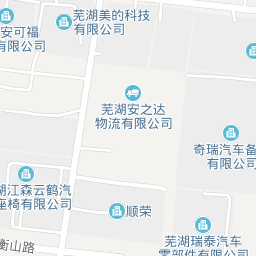 芜湖美的科技
有限公司
安可福
有限公司
芜湖安之达
物流有限公司
奇瑞汽车备
有限公司
湖江森云鹤汽
座椅有限公司
顺荣
芜湖瑞泰汽车
零部件有限公司
衡山路